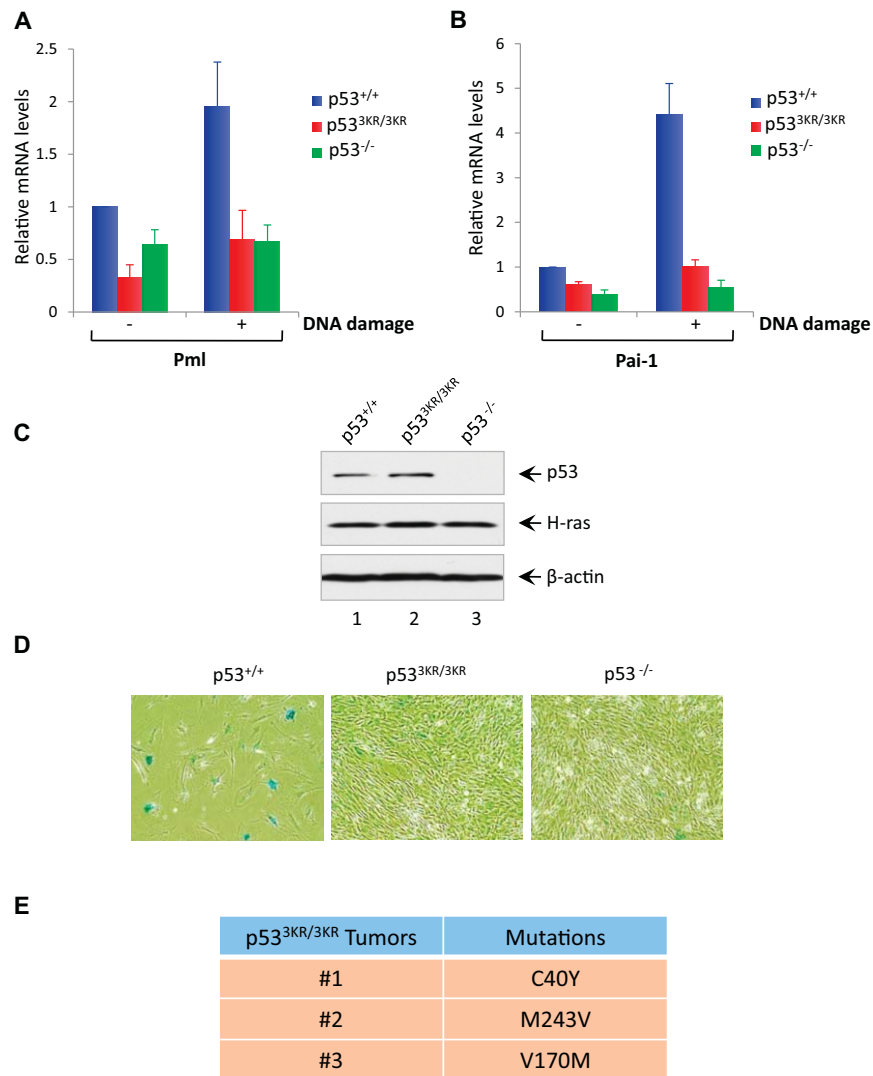 A
Relative mRNA levels
2.5
2
1.5
1
0.5
0
p53+/+
p533KR/3KR
p53-/-
- + DNA damage
Pml
B
Relative mRNA levels
6
5
4
3
2
1
0
p53+/+
p533KR/3KR
p53-/-
- + DNA damage
Pai-1
C
p53+/+ p533KR/3KR p53-/-
p53
H-ras
β-actin
1 2 3
D
p53+/+ p533KR/3KR p53-/-
E
p533KR/3KR Tumors Mutations
#1 C40Y
#2 M243V
#3 V170M